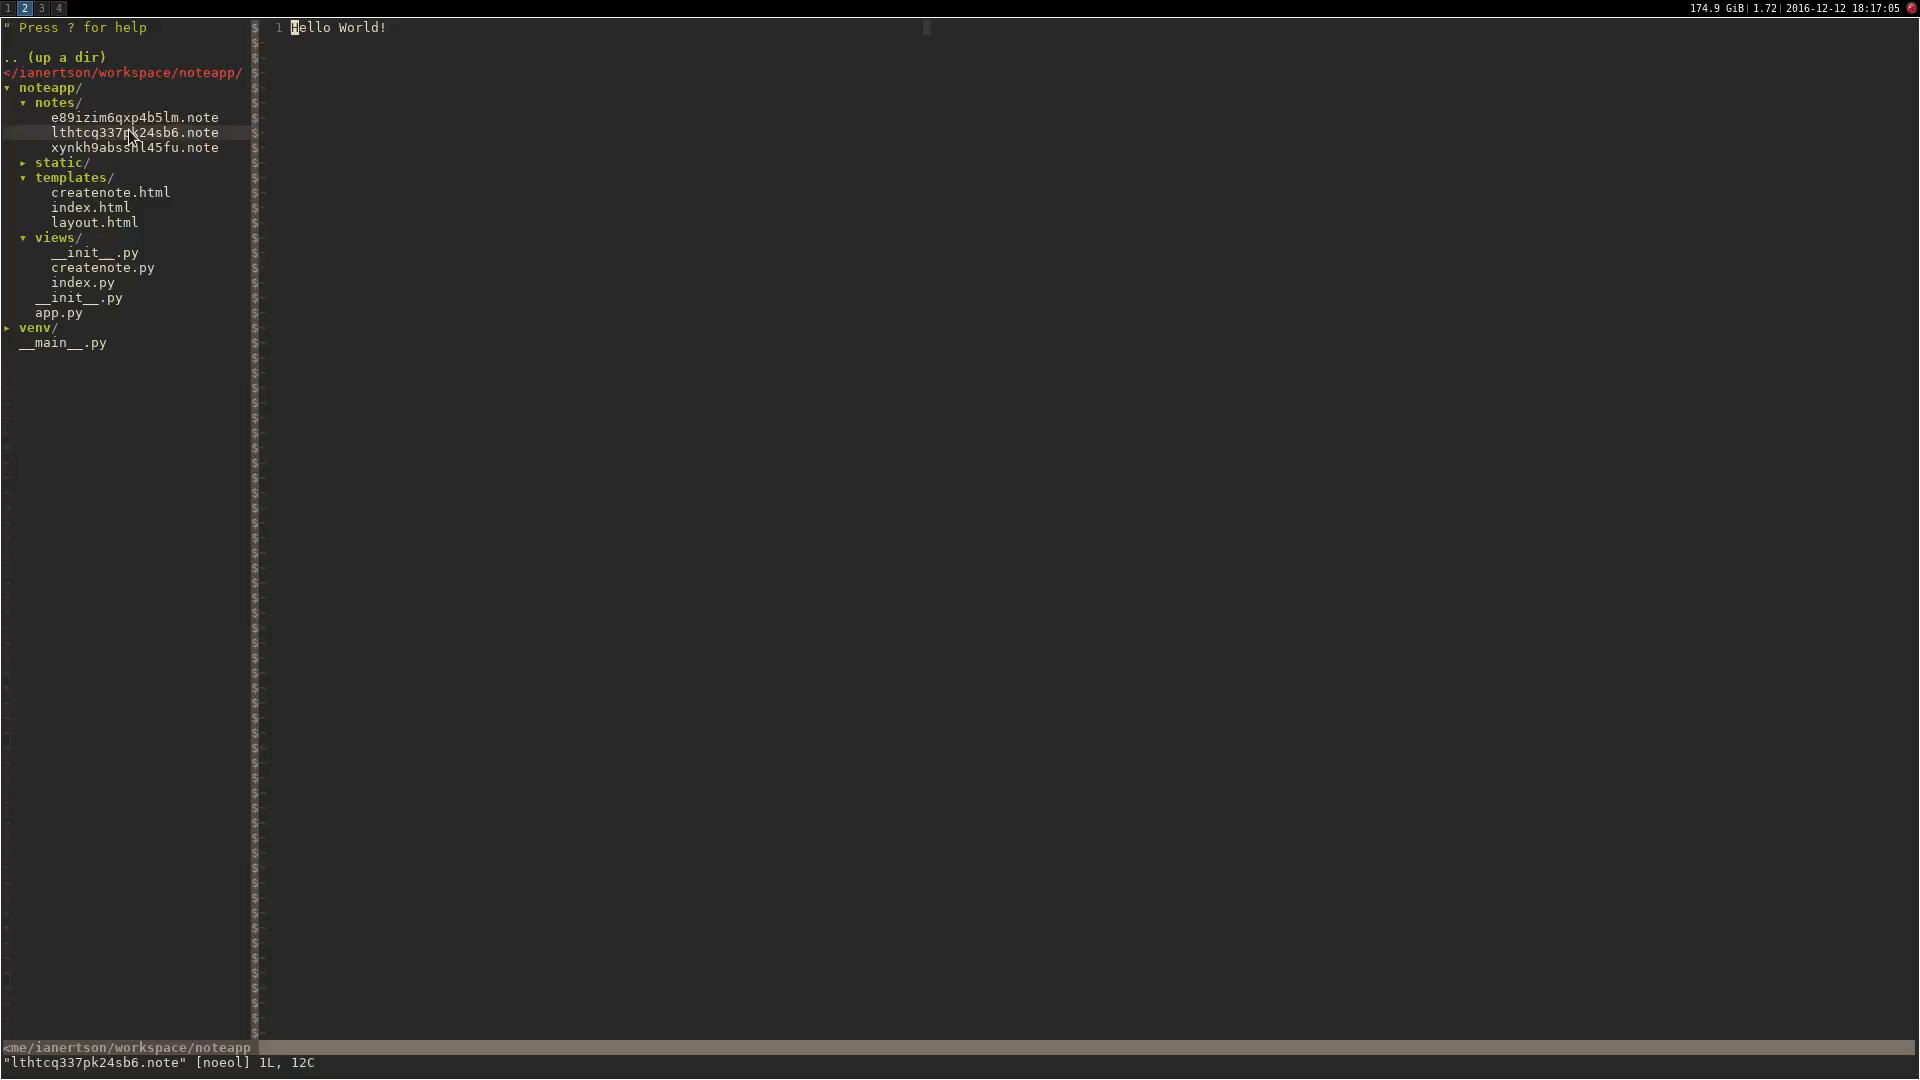 1 2 3 4
174.9 GiB| 1.72| 2016-12-12 18:17:05
" Press ? for help
.. (up a dir)
</ianertson/workspace/noteapp/
▾ noteapp/
▾ notes/
e89izim6qxp4b5lm.note
lthtcq337pk24sb6.note
▸ static/
▾ templates/
createnote.html
index.html
layout.html
▾ views/
__init__.py
createnote.py
index.py
__init__.py
app.py
▸ venv/
__main__.py
<me/ianertson/workspace/noteapp
1 Hello World!
"lthtcq337pk24sb6.note" [noeol] 1L, 12C